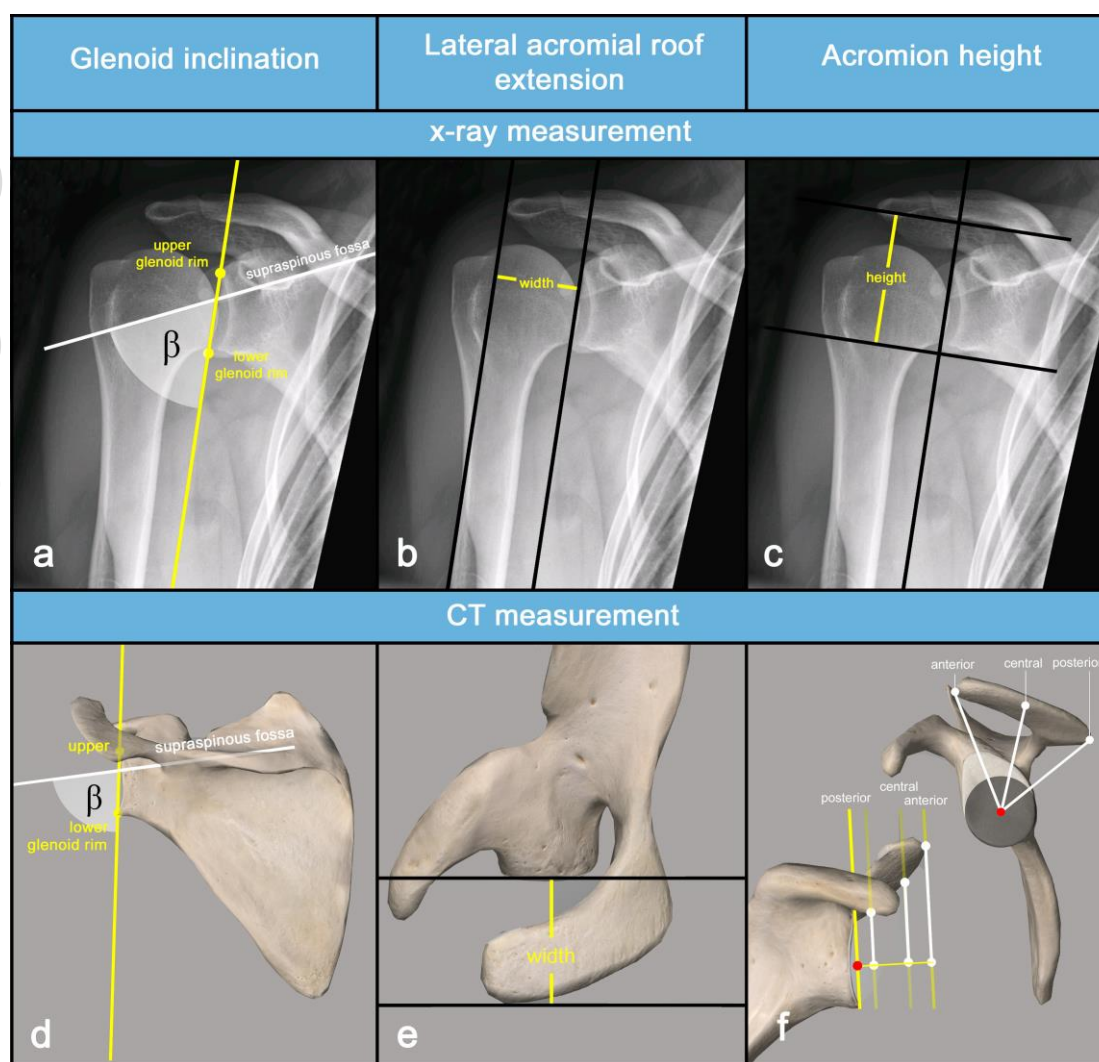 Glenoid inclination
Lateral acromial roof
extension
Acromion height
x-ray measurement
upper
glenoid rim
supraspinous fossa
β
lower
glenoid rim
a
width
b
height
c
CT measurement
upper
supraspinous fossa
β
lower
glenoid rim
d
width
e
anterior
central
posterior
posterior
central
anterior
f